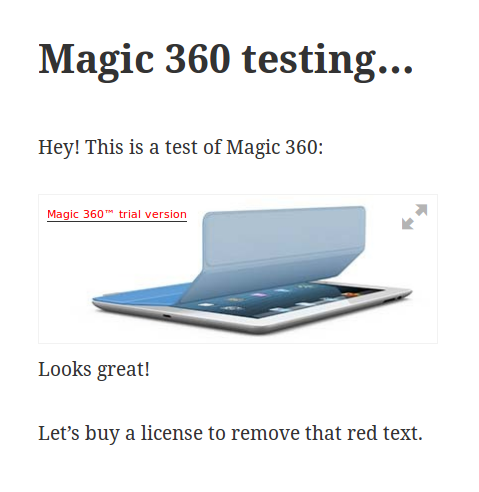 Magic 360 testing…
Hey! This is a test of Magic 360:
Magic 360™ trial version
Looks great!
Let’s buy a license to remove that red text.